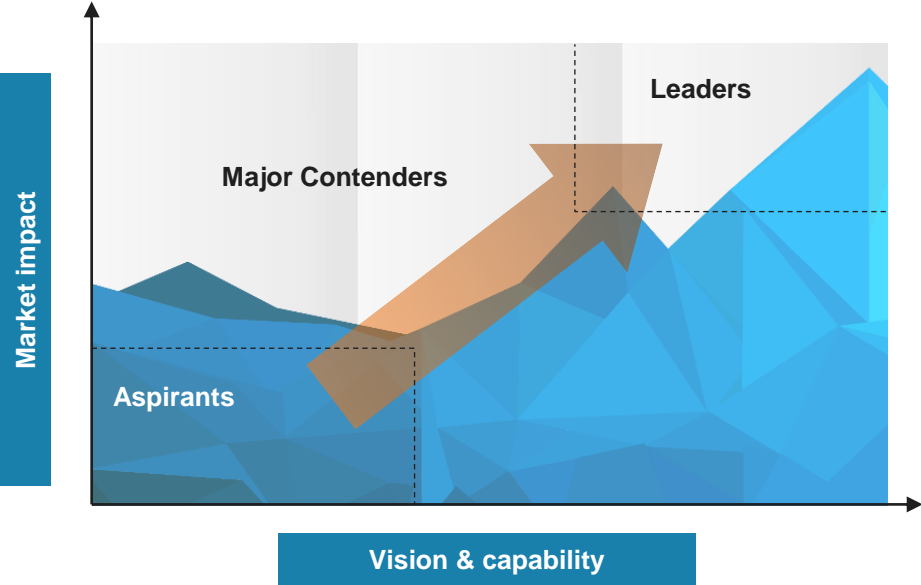 Leaders
Major Contenders
Market impact
Aspirants
Vision & capability